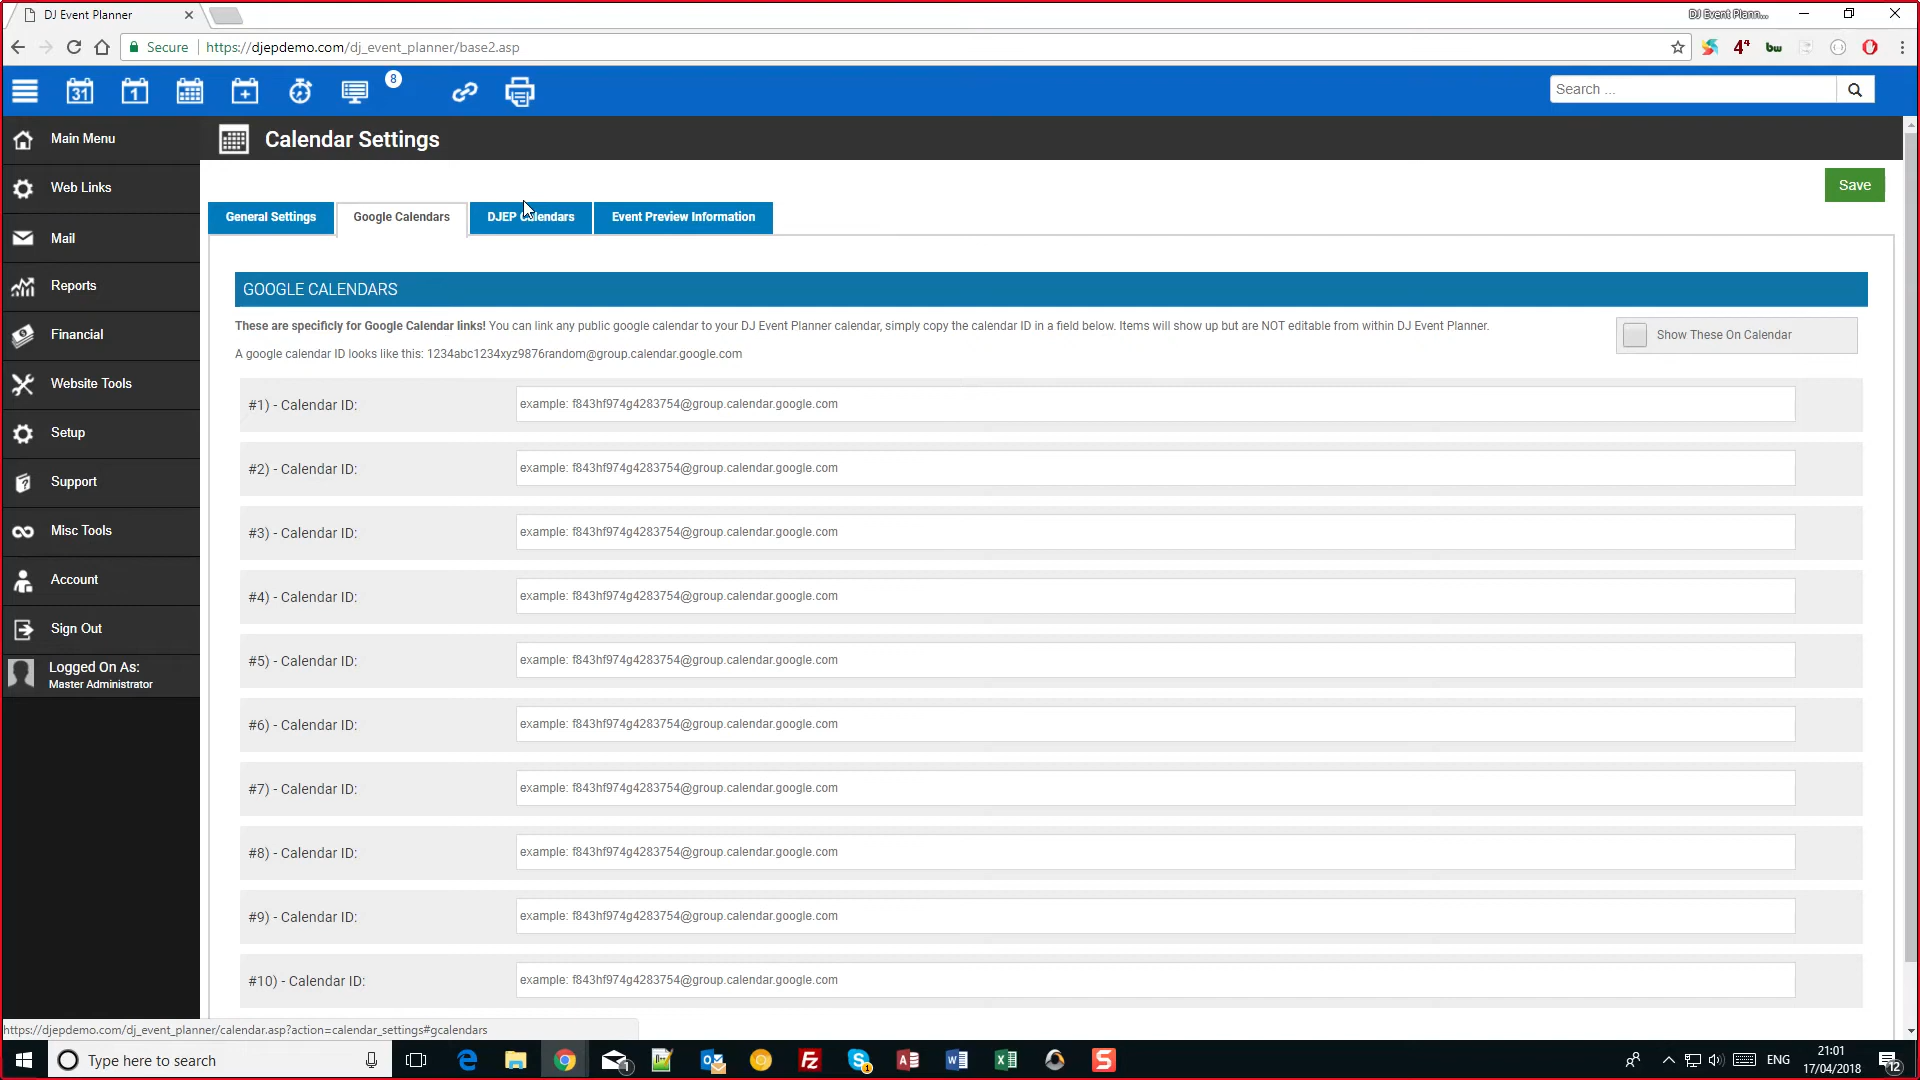 DJ Event Planner
DJ Event Plann...
Secure
https://djepdemo.com/dj_event_planner/base2.asp
4⁴
bw
31
1
8
Search ...
Main Menu
Web Links
Mail
Reports
Financial
Website Tools
Setup
Support
Misc Tools
Account
Sign Out
Logged On As:
Master Administrator
Calendar Settings
Save
General Settings
Google Calendars
DJEP Calendars
Event Preview Information
GOOGLE CALENDARS
These are specificly for Google Calendar links! You can link any public google calendar to your DJ Event Planner calendar, simply copy the calendar ID in a field below. Items will show up but are NOT editable from within DJ Event Planner.
Show These On Calendar
A google calendar ID looks like this: 1234abc1234xyz9876random@group.calendar.google.com
#1) - Calendar ID:
example: f843hf974g4283754@group.calendar.google.com
#2) - Calendar ID:
example: f843hf974g4283754@group.calendar.google.com
#3) - Calendar ID:
example: f843hf974g4283754@group.calendar.google.com
#4) - Calendar ID:
example: f843hf974g4283754@group.calendar.google.com
#5) - Calendar ID:
example: f843hf974g4283754@group.calendar.google.com
#6) - Calendar ID:
example: f843hf974g4283754@group.calendar.google.com
#7) - Calendar ID:
example: f843hf974g4283754@group.calendar.google.com
#8) - Calendar ID:
example: f843hf974g4283754@group.calendar.google.com
#9) - Calendar ID:
example: f843hf974g4283754@group.calendar.google.com
#10) - Calendar ID:
example: f843hf974g4283754@group.calendar.google.com
https://djepdemo.com/dj_event_planner/calendar.asp?action=calendar_settings#gcalendars
Type here to search
ENG
21:01
17/04/2018
12